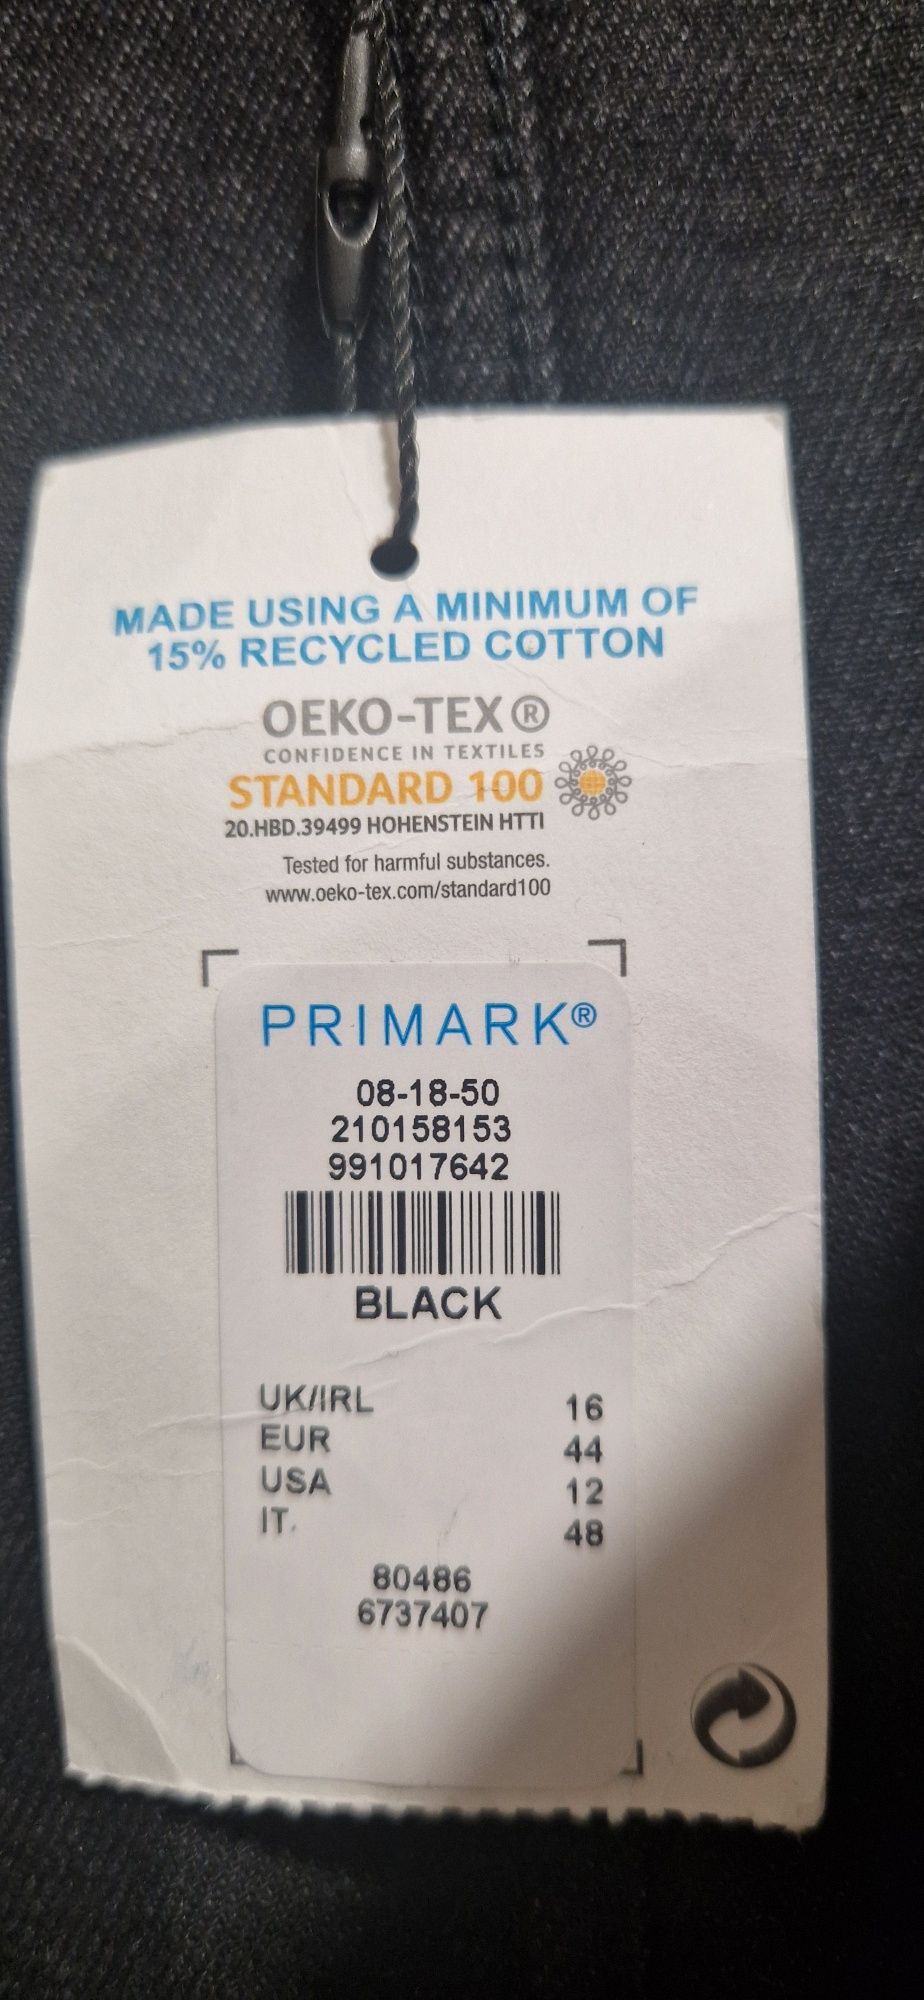 MADE USING A MINIMUM OF
15% RECYCLED COTTON
OEKO-TEX®
CONFIDENCE IN TEXTILES
STANDARD 100
20.HBD.39499 HOHENSTEIN HTTI
Tested for harmful substances.
www.oeko-tex.com/standard100
PRIMARK®
08-18-50
210158153
991017642
BLACK
UK/IRL 16
EUR 44
USA 12
IT. 48
80486
6737407